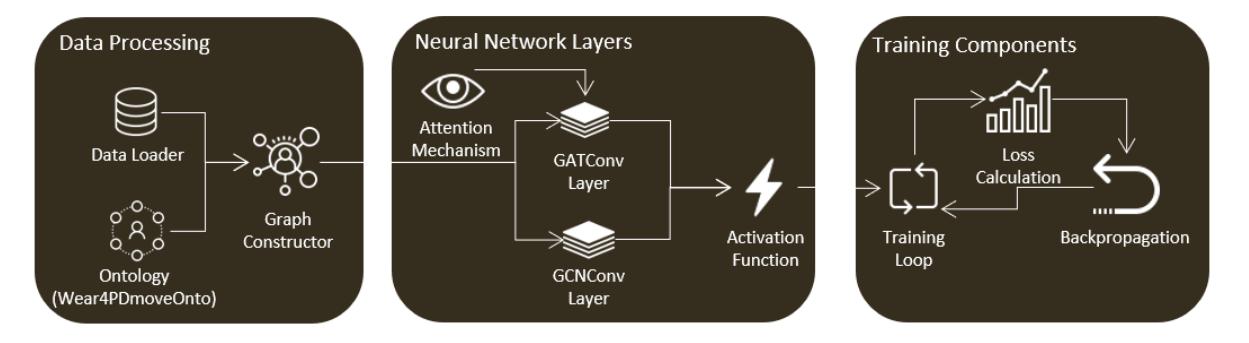 Data Processing
Data Loader
Ontology
(Wear4PDmoveOnto)
Graph
Constructor
Neural Network Layers
Attention
Mechanism
GATConv
Layer
GCNConv
Layer
Activation
Function
Training Components
Training
Loop
Loss
Calculation
Backpropagation